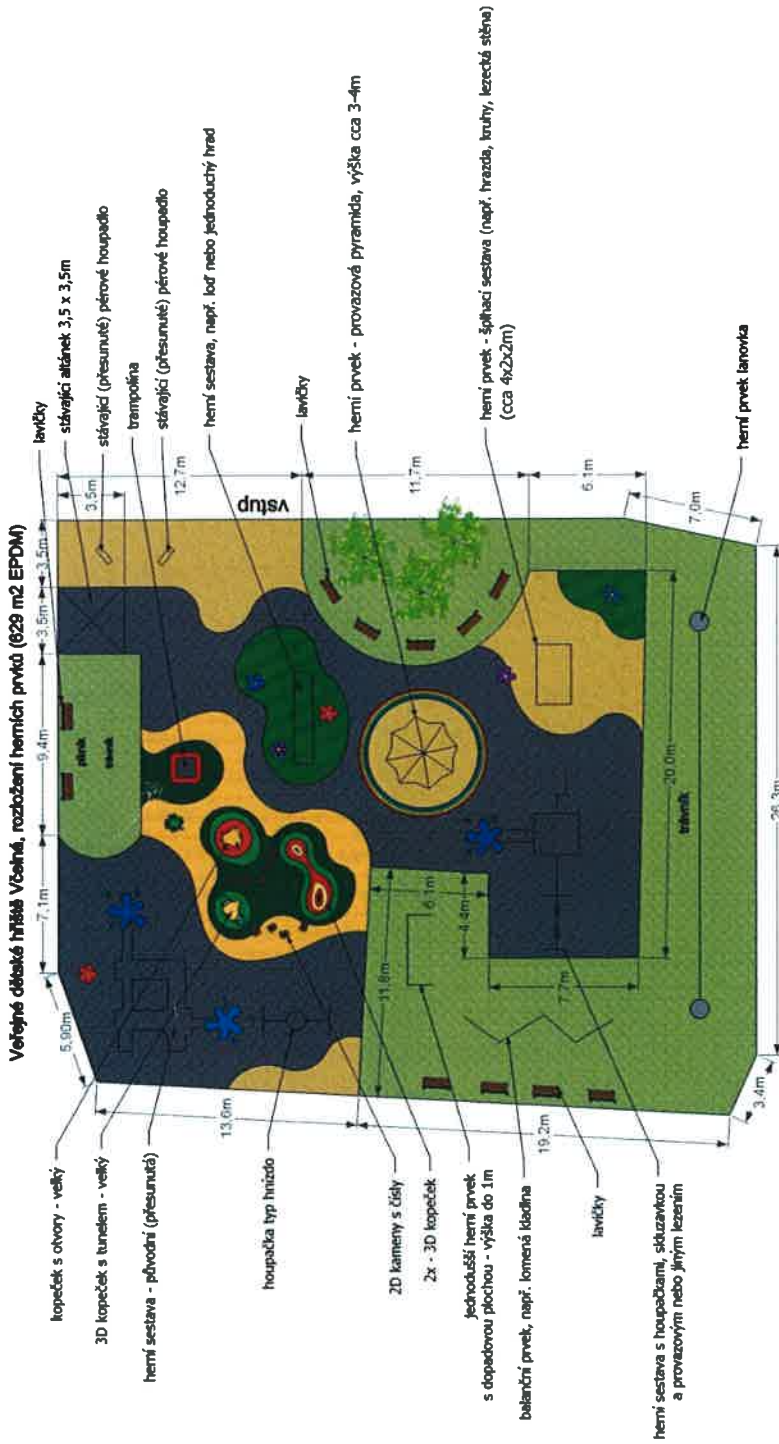 Veřejné dětské hřiště Včelná, rozložení herních prvků (629 m2 EPDM)
kopeček s otvory - velký
3D kopeček s tunelem - velký
herní sestava - původní (přesunutá)
houpačka typ hnízdo
2D kameny s čísly
2x - 3D kopeček
jednodušší herní prvek
s dopadovou plochou - výška do 1m
balanční prvek, např. lomená kladina
lavičky
herní sestava s houpačkami, skluzavkou
a provazovým nebo jiným lezením
5,90m
7,1m
9,4m
3,5m
3,5m
13,6m
19,2m
3,4m
26,3m
7,0m
6,1m
11,7m
12,7m
3,5m
vstup
trávník
11,8m
6,1m
4,4m
7,7m
20,0m
trávník
lavičky
stávající altánek 3,5 x 3,5m
stávající (přesunuté) pérové houpadlo
trampolína
stávající (přesunuté) pérové houpadlo
herní sestava, např. loď nebo jednoduchý hrad
lavičky
herní prvek - provazová pyramida, výška cca 3-4m
herní prvek - šplhací sestava (např. hrazda, kruhy, lezecká stěna)
(cca 4x2x2m)
herní prvek lanovka